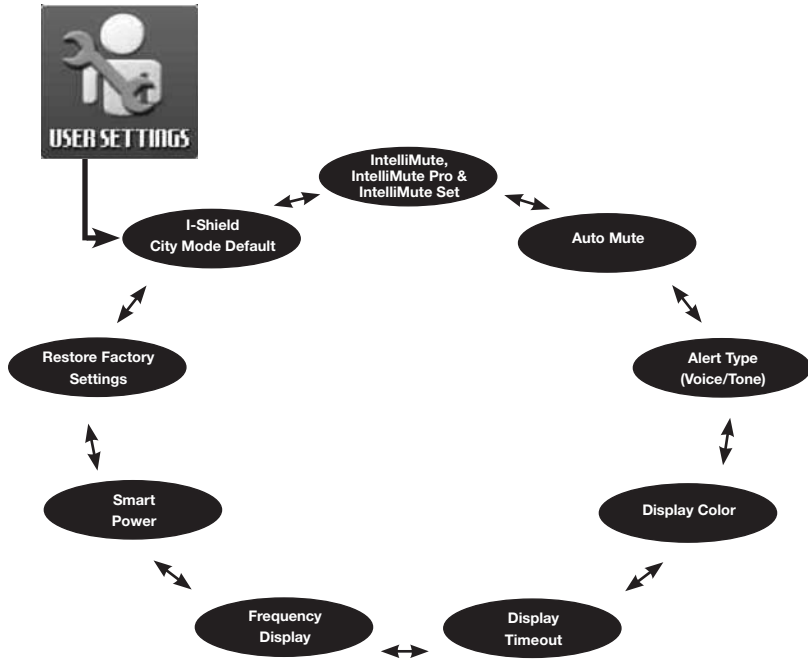 USER SETTINGS
IntelliMute,
IntelliMute Pro &
IntelliMute Set
I-Shield
City Mode Default
Auto Mute
Restore Factory
Settings
Alert Type
(Voice/Tone)
Smart
Power
Display Color
Frequency
Display
Display
Timeout